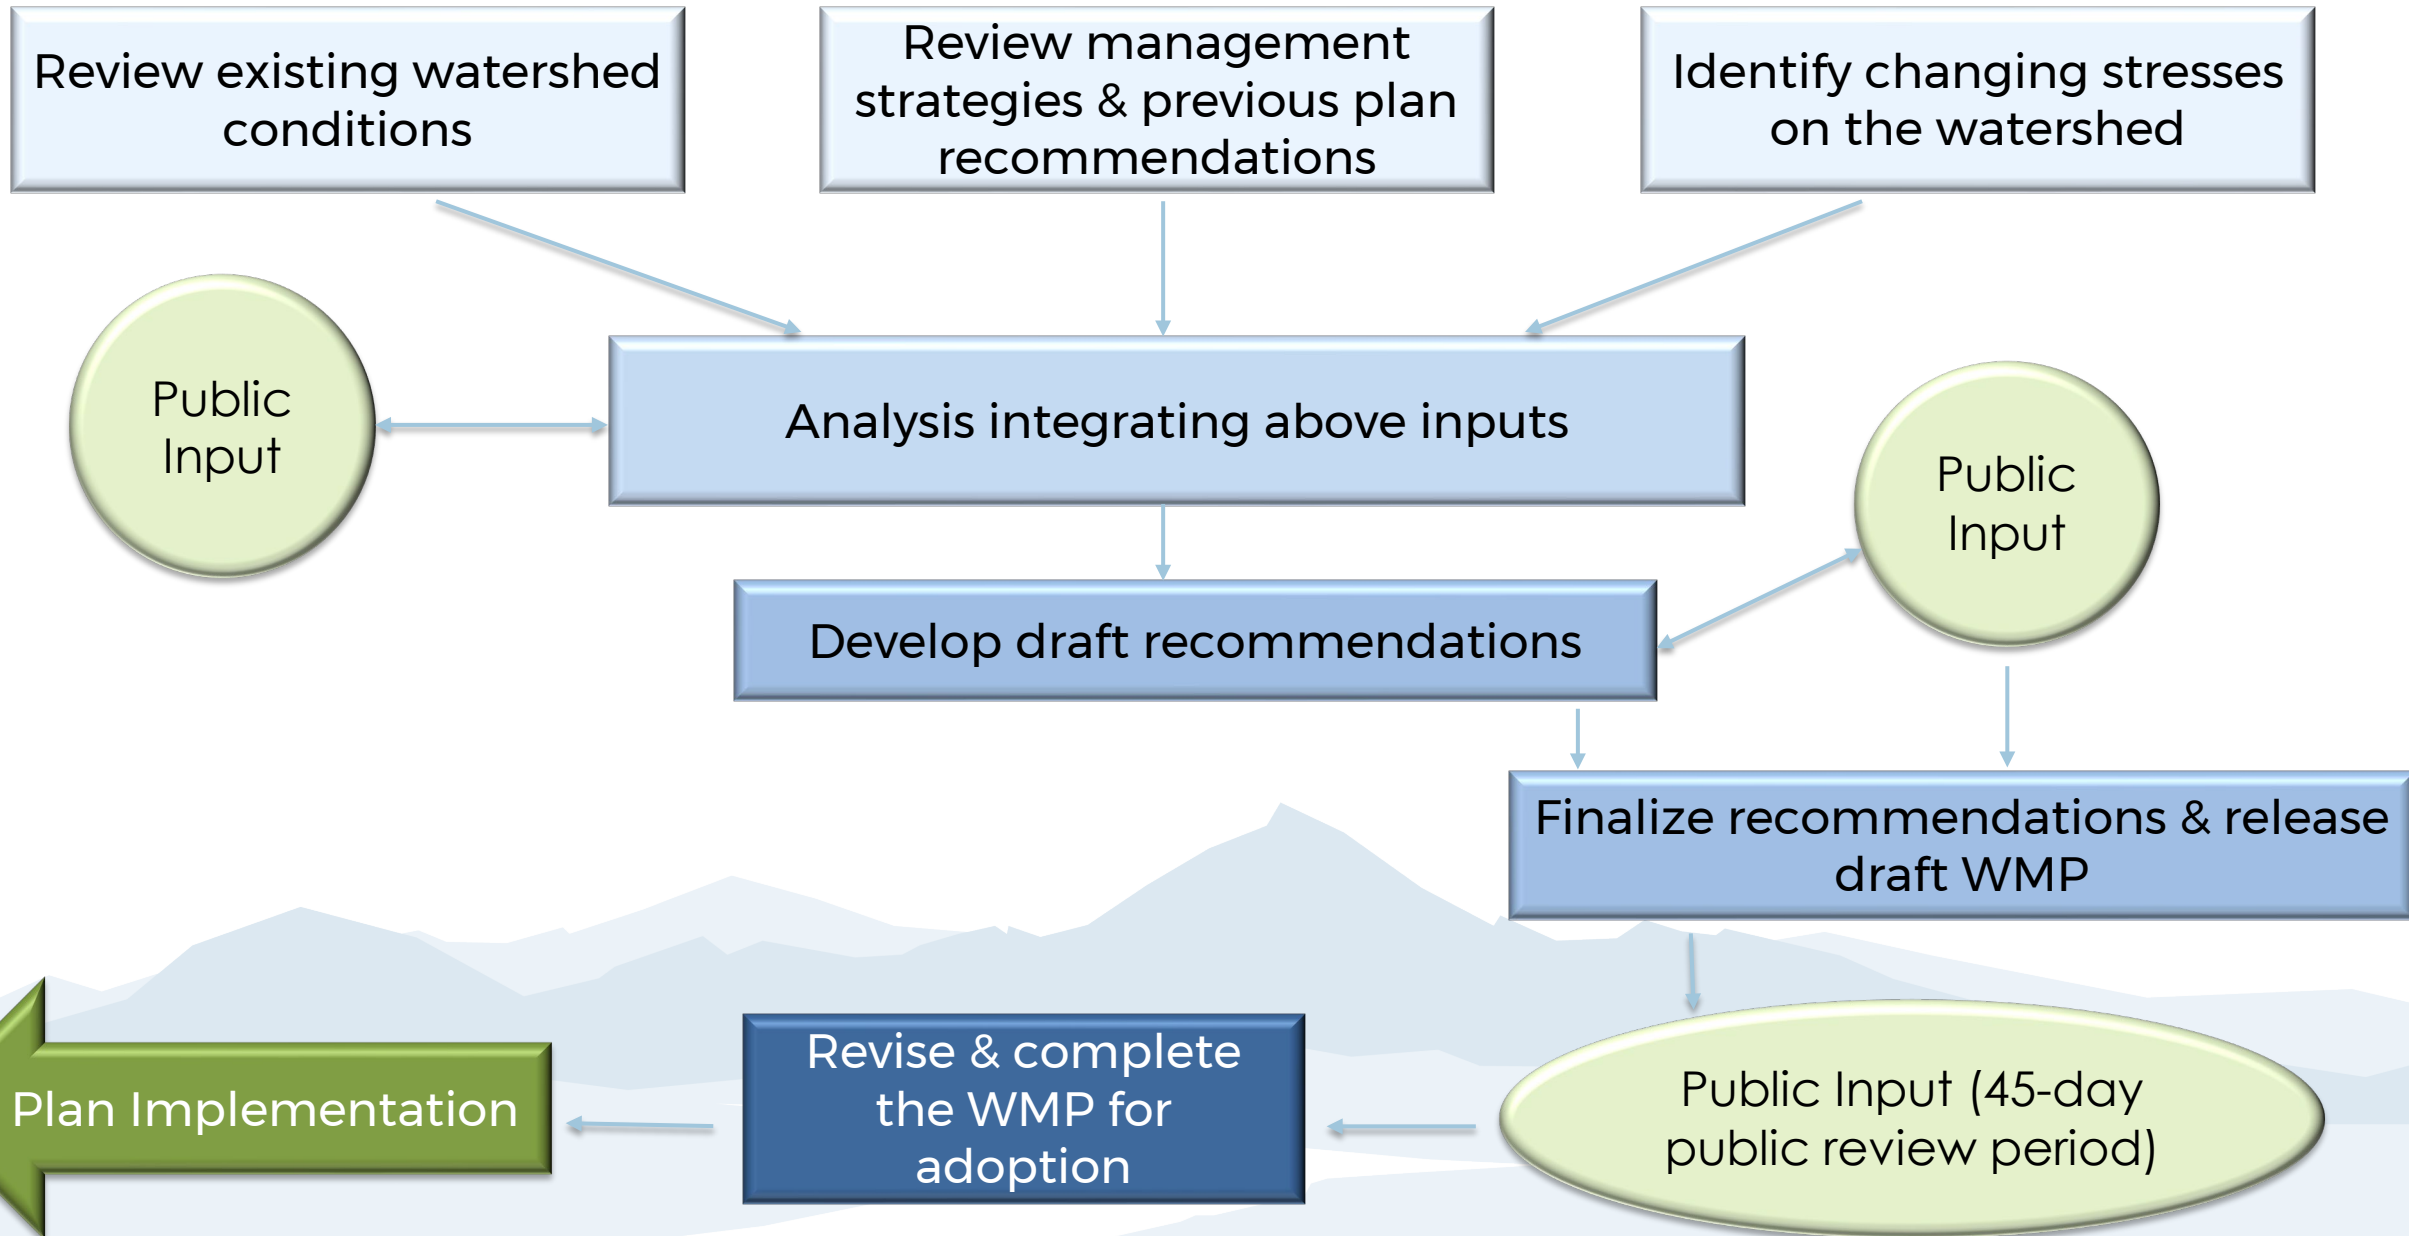 Review existing watershed
conditions
Review management
strategies & previous plan
recommendations
Identify changing stresses
on the watershed
Public
Input
Analysis integrating above inputs
Public
Input
Develop draft recommendations
Finalize recommendations & release
draft WMP
Public Input (45-day
public review period)
Revise & complete
the WMP for
adoption
Plan Implementation